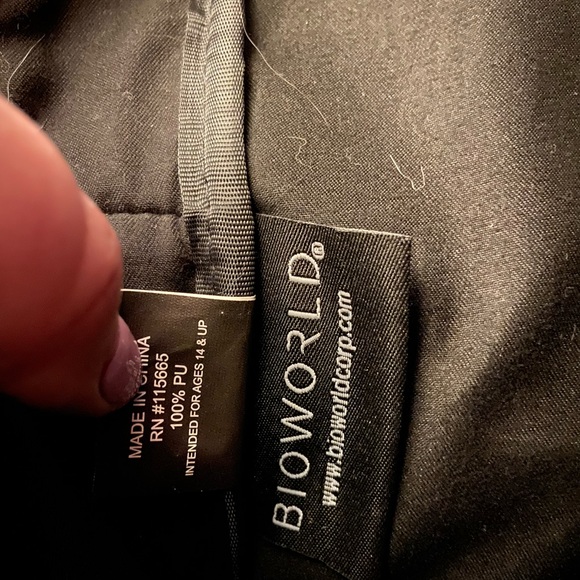 MADE IN CHINA
RN #115665
100% PU
INTENDED FOR AGES 14 & UP
BIOWORLD®
www.bioworldcorp.com